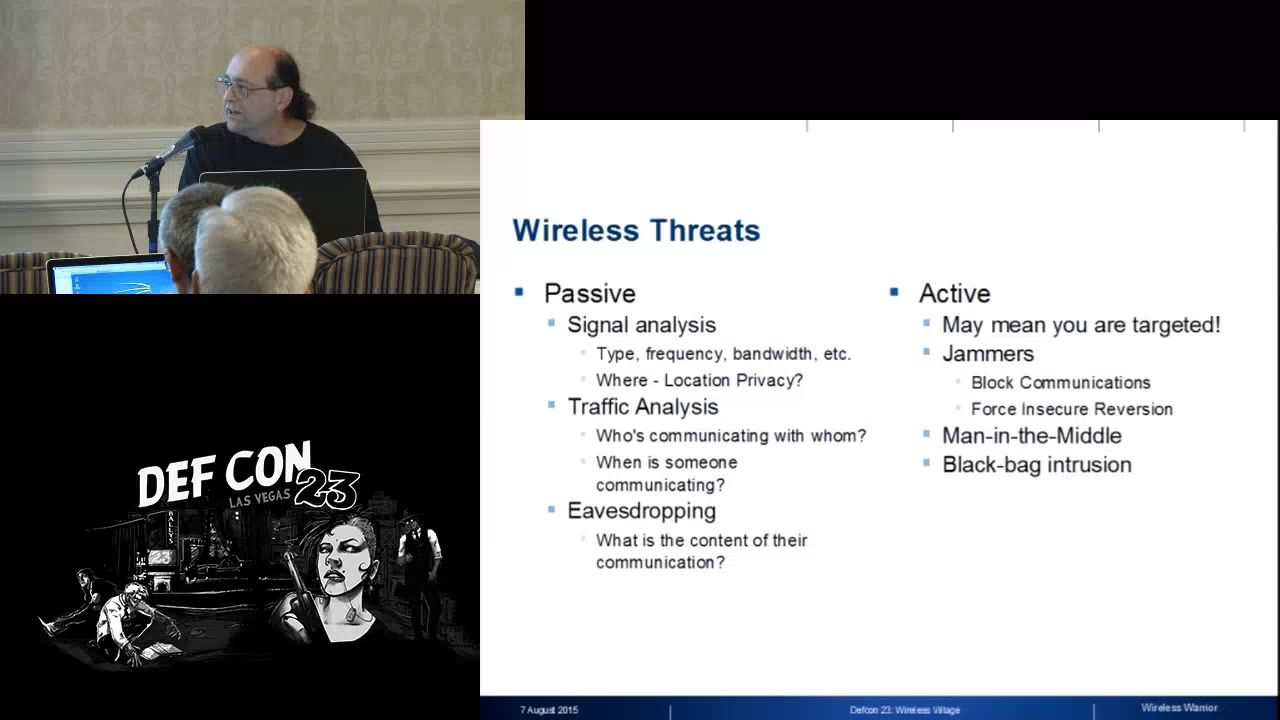 Wireless Threats
Passive
Signal analysis
Type, frequency, bandwidth, etc.
Where - Location Privacy?
Traffic Analysis
Who's communicating with whom?
When is someone
communicating?
Eavesdropping
What is the content of their
communication?
Active
May mean you are targeted!
Jammers
Block Communications
Force Insecure Reversion
Man-in-the-Middle
Black-bag intrusion
DEF CON
LAS VEGAS 23
BALLYS
7 August 2015
Defcon 23: Wireless Village
Wireless Warrior